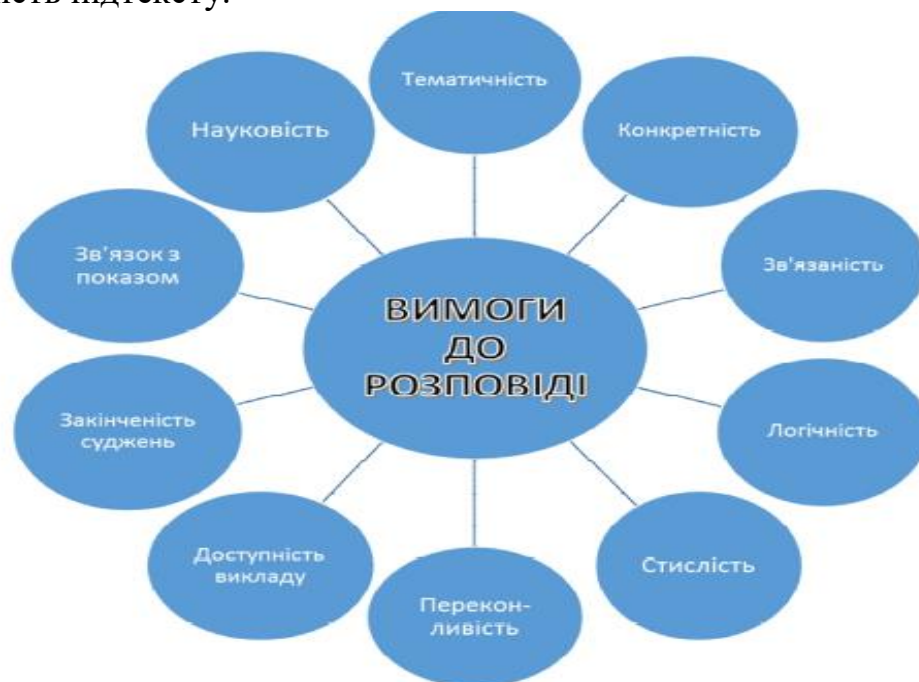 підтексту.
Тематичність
Конкретність
Зв'язаність
Логічність
Стислість
Перекон-
ливість
Доступність
викладу
Закінченість
суджень
Зв'язок з
показом
Науковість
ВИМОГИ
ДО
РОЗПОВІДІ